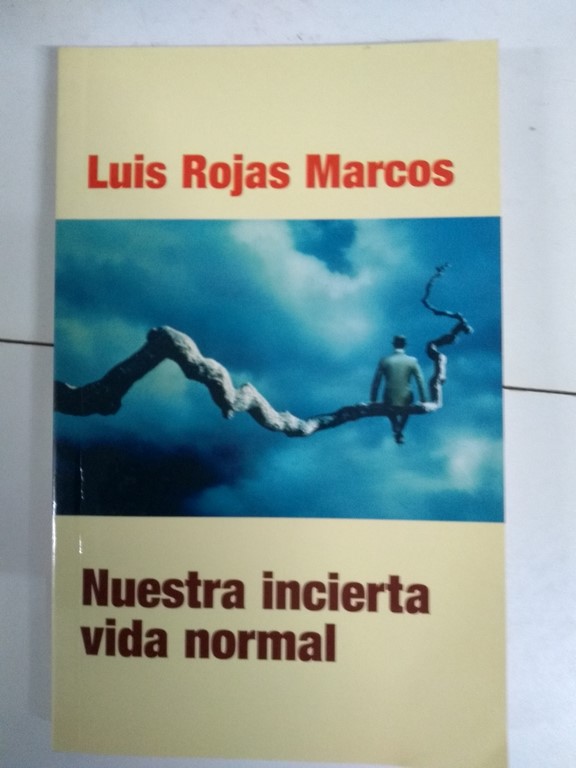 Luis Rojas Marcos
Nuestra incierta
vida normal